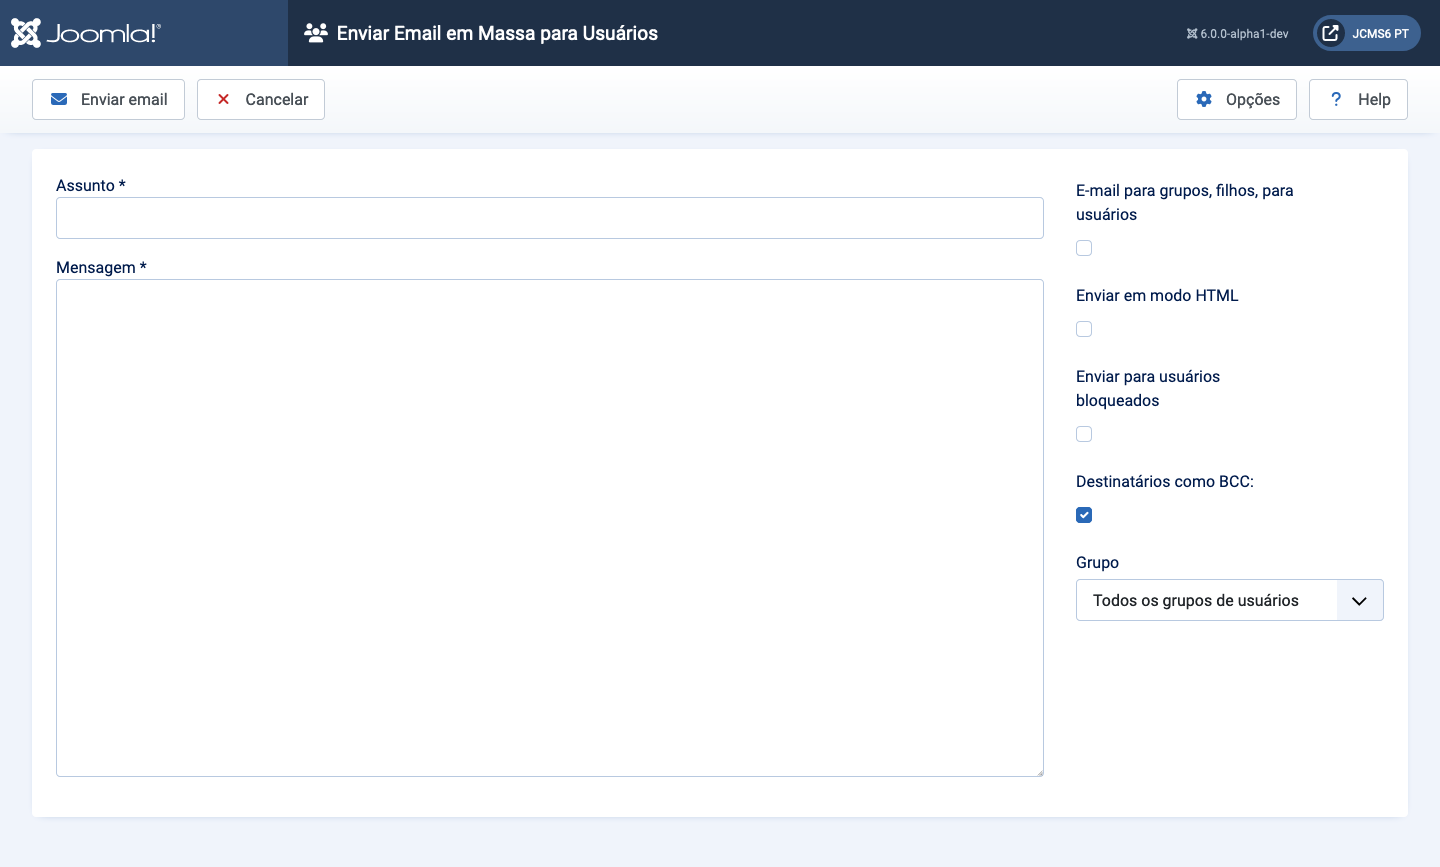 Joomla!®
Enviar Email em Massa para Usuários
6.0.0-alpha1-dev
JCMS6 PT
Enviar email
Cancelar
Opções
? Help
Assunto *
Mensagem *
E-mail para grupos, filhos, para
usuários
Enviar em modo HTML
Enviar para usuários
bloqueados
Destinatários como BCC:
Grupo
Todos os grupos de usuários